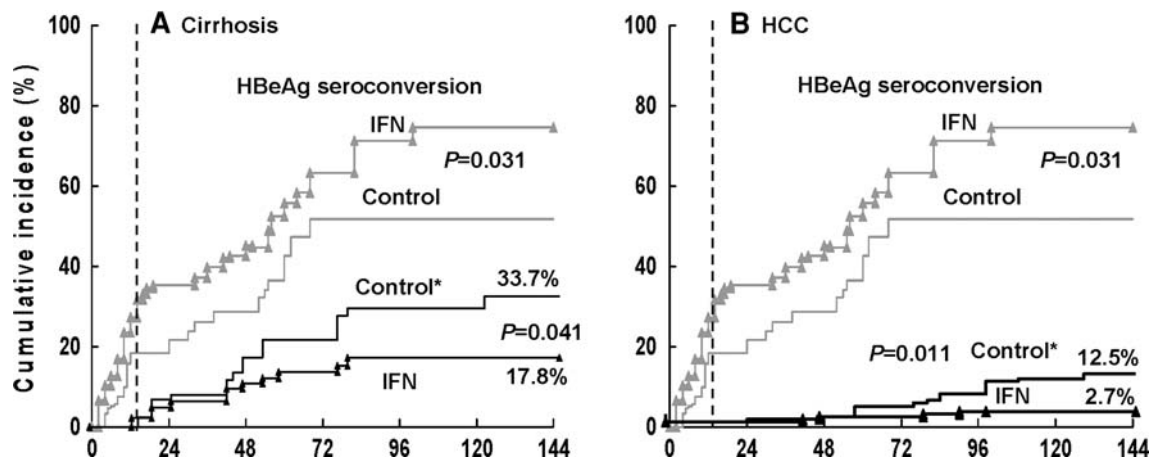 A Cirrhosis
Cumulative incidence (%)
100
80
60
40
20
0
HBeAg seroconversion
IFN
P=0.031
Control
Control*
33.7%
P=0.041
IFN
17.8%
0 24 48 72 96 120 144
B HCC
100
80
60
40
20
0
HBeAg seroconversion
IFN
P=0.031
Control
P=0.011
Control*
12.5%
IFN
2.7%
0 24 48 72 96 120 144